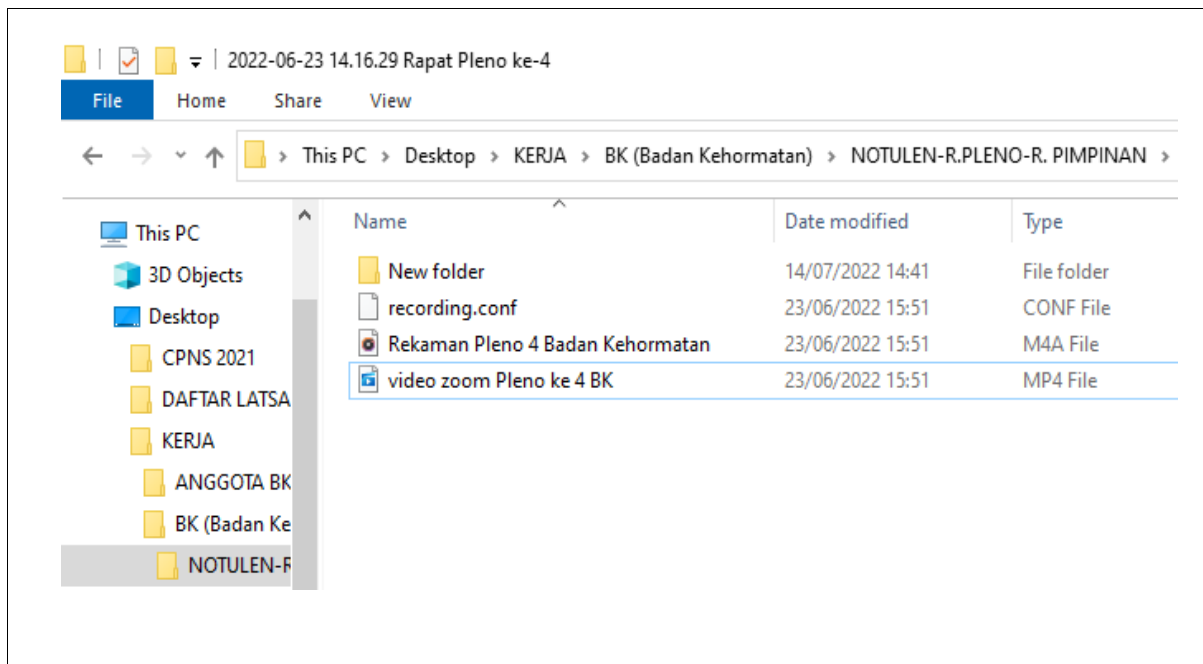 2022-06-23 14.16.29 Rapat Pleno ke-4
File Home Share View
This PC > Desktop > KERJA > BK (Badan Kehormatan) > NOTULEN-R.PLENO-R. PIMPINAN >
This PC
3D Objects
Desktop
CPNS 2021
DAFTAR LATSA
KERJA
ANGGOTA BK
BK (Badan Ke
NOTULEN-R
Name Date modified Type
New folder 14/07/2022 14:41 File folder
recording.conf 23/06/2022 15:51 CONF File
Rekaman Pleno 4 Badan Kehormatan 23/06/2022 15:51 M4A File
video zoom Pleno ke 4 BK 23/06/2022 15:51 MP4 File